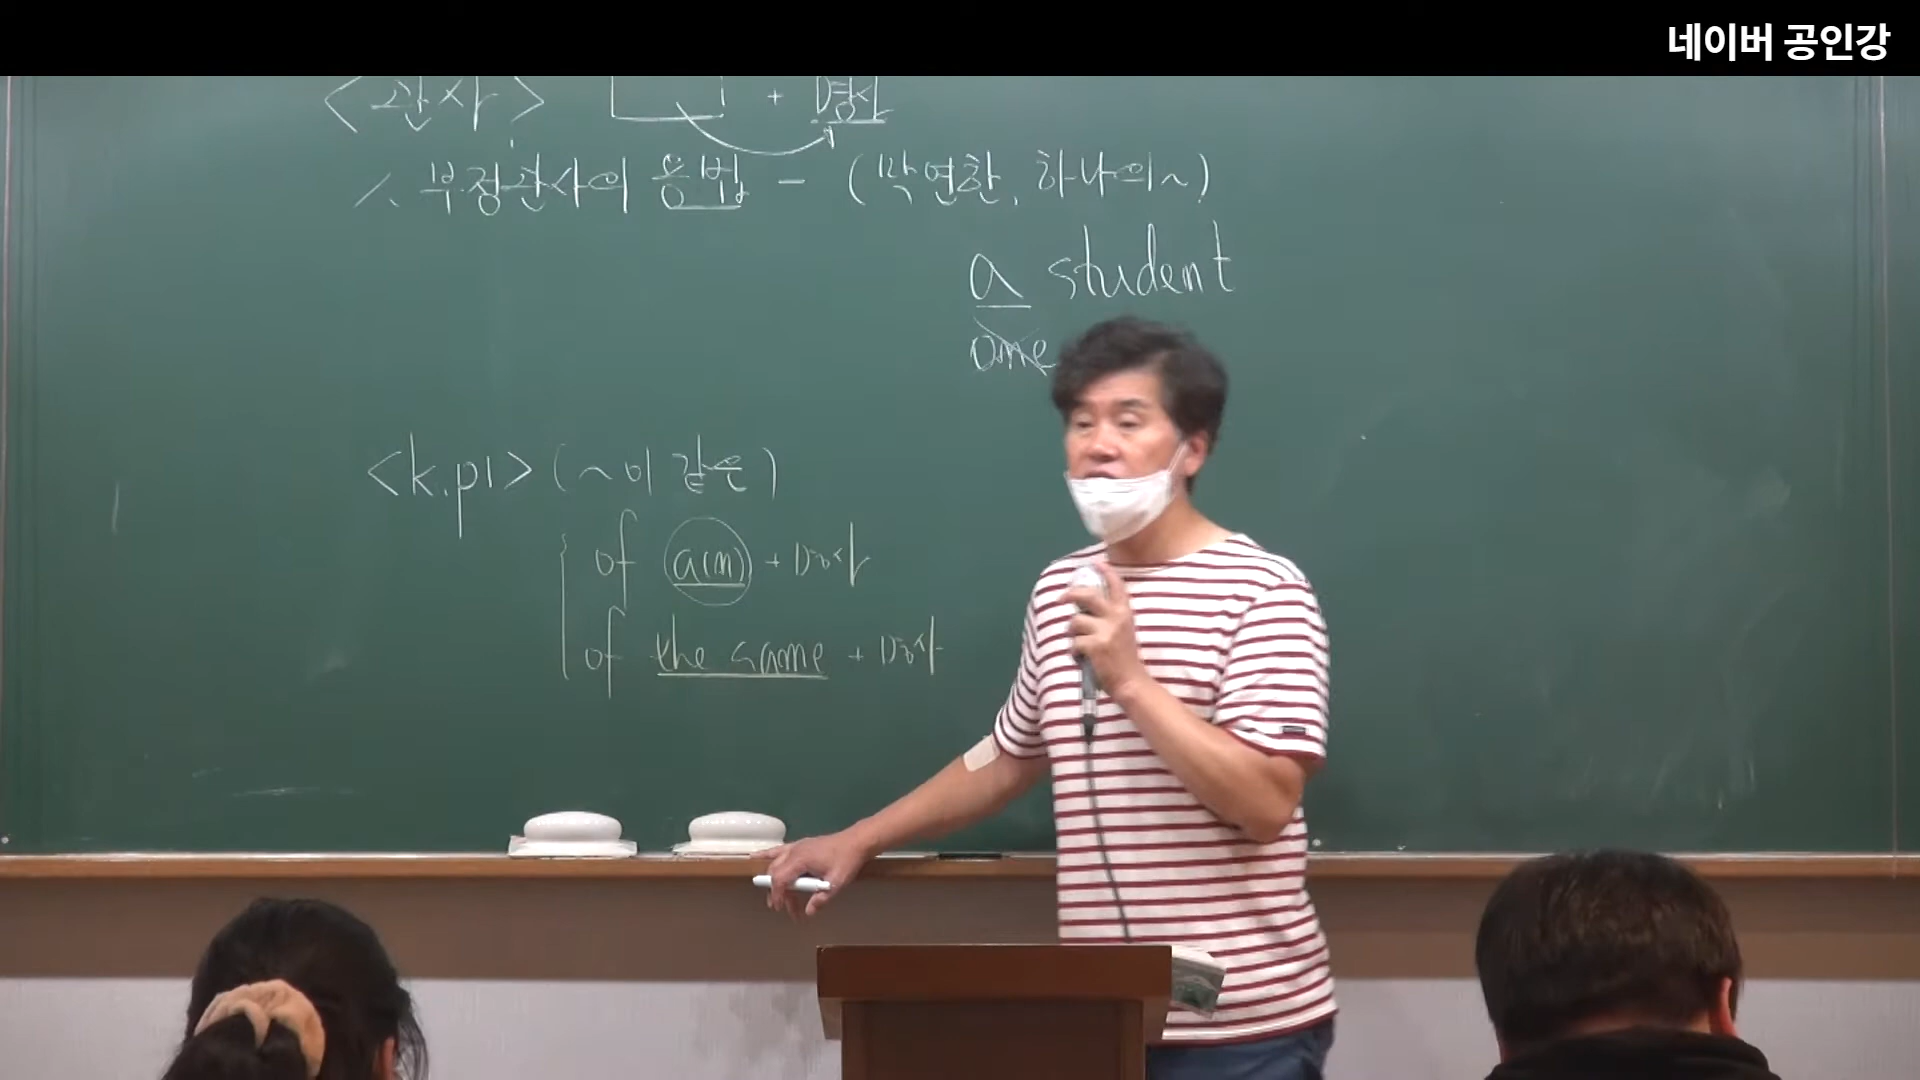 네이버 공인강
<관사> + 명사
1. 부정관사의 용법 - (막연한, 하나의~)
a student
one
<k.p1> (~이 같은)
of a(n) + 명사
of the same + 명사